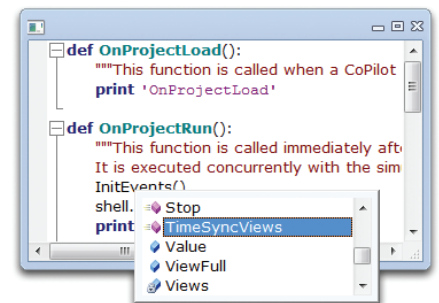 def OnProjectLoad():
"""This function is called when a CoPilot
print 'OnProjectLoad'
def OnProjectRun():
"""This function is called immediately afte
It is executed concurrently with the sim
InitEvents()
shell.
print
Stop
TimeSyncViews
Value
ViewFull
Views